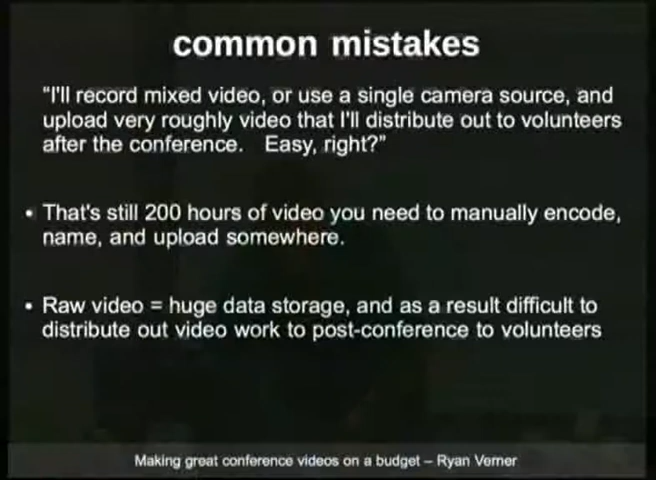 common mistakes
"I'll record mixed video, or use a single camera source, and
upload very roughly video that I'll distribute out to volunteers
after the conference. Easy, right?"
• That's still 200 hours of video you need to manually encode,
name, and upload somewhere.
• Raw video = huge data storage, and as a result difficult to
distribute out video work to post-conference to volunteers
Making great conference videos on a budget – Ryan Verner